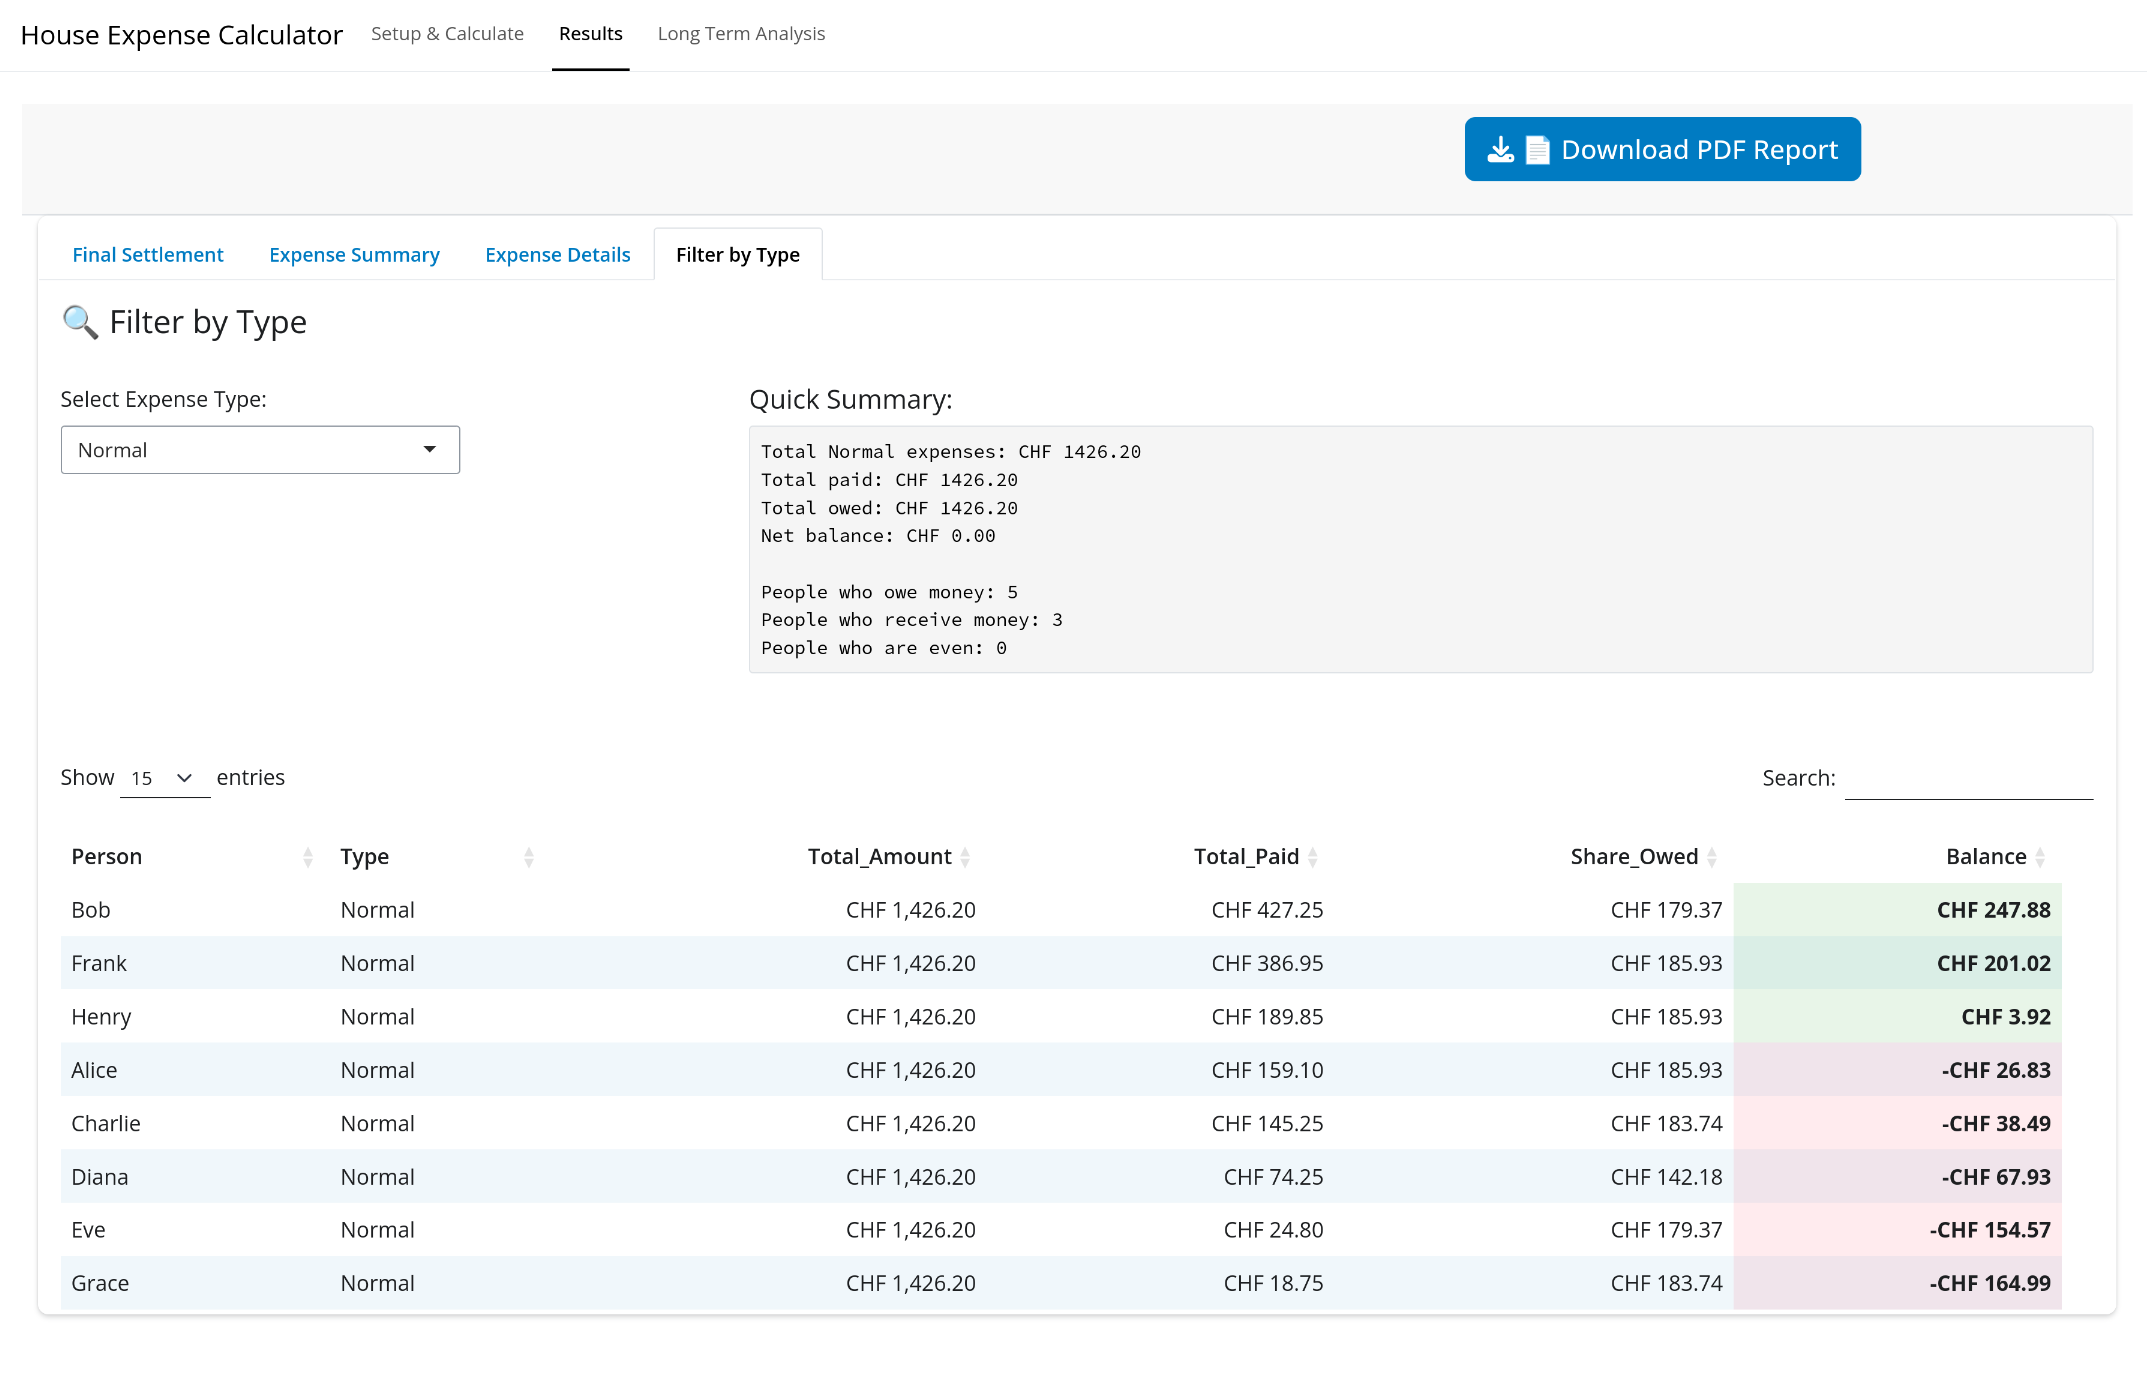 House Expense Calculator Setup & Calculate Results Long Term Analysis
Download PDF Report
Final Settlement Expense Summary Expense Details Filter by Type
Filter by Type
Select Expense Type:
Normal
Quick Summary:
Total Normal expenses: CHF 1426.20
Total paid: CHF 1426.20
Total owed: CHF 1426.20
Net balance: CHF 0.00
People who owe money: 5
People who receive money: 3
People who are even: 0
Show 15 entries Search:
Person Type Total_Amount Total_Paid Share_Owed Balance
Bob Normal CHF 1,426.20 CHF 427.25 CHF 179.37 CHF 247.88
Frank Normal CHF 1,426.20 CHF 386.95 CHF 185.93 CHF 201.02
Henry Normal CHF 1,426.20 CHF 189.85 CHF 185.93 CHF 3.92
Alice Normal CHF 1,426.20 CHF 159.10 CHF 185.93 -CHF 26.83
Charlie Normal CHF 1,426.20 CHF 145.25 CHF 183.74 -CHF 38.49
Diana Normal CHF 1,426.20 CHF 74.25 CHF 142.18 -CHF 67.93
Eve Normal CHF 1,426.20 CHF 24.80 CHF 179.37 -CHF 154.57
Grace Normal CHF 1,426.20 CHF 18.75 CHF 183.74 -CHF 164.99